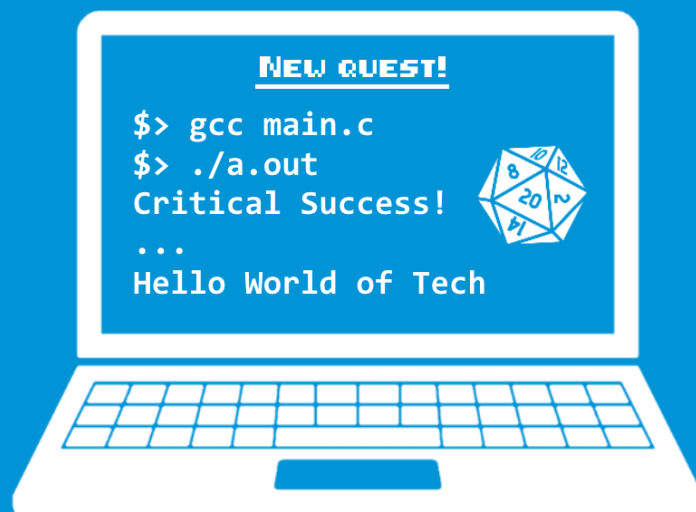 New quest!
$> gcc main.c
$> ./a.out
Critical Success!
...
Hello World of Tech
10
8
12
20
2
14